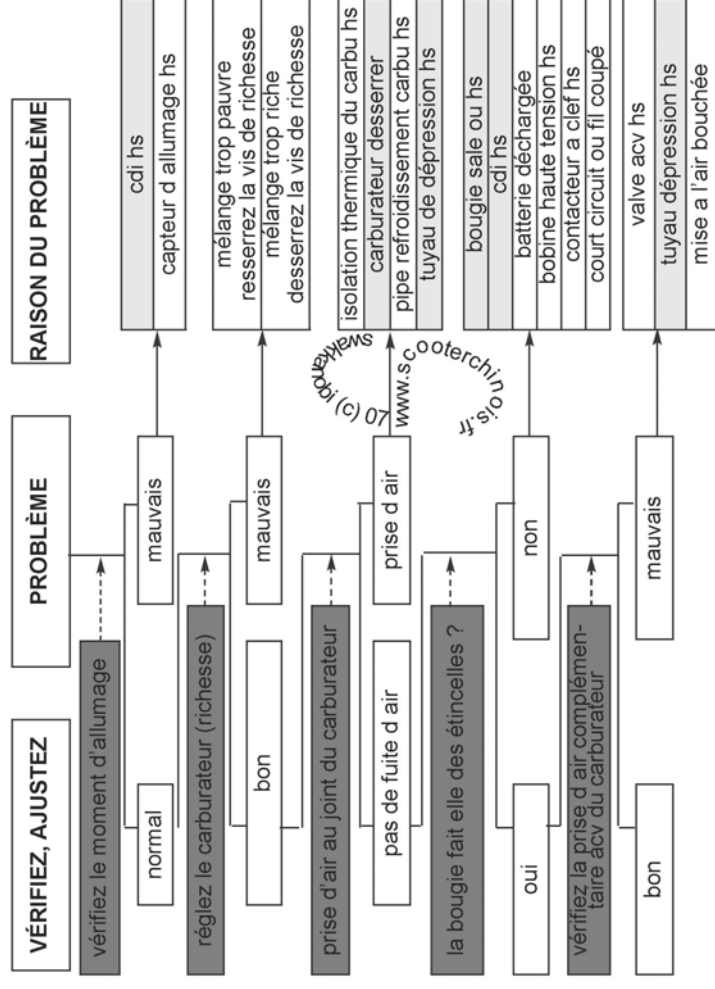 VÉRIFIEZ, AJUSTEZ
PROBLÈME
RAISON DU PROBLÈME
vérifiez le moment d'allumage
normal
mauvais
cdi hs
capteur d allumage hs
réglez le carburateur (richesse)
bon
mauvais
mélange trop pauvre
resserrez la vis de richesse
mélange trop riche
desserrez la vis de richesse
prise d'air au joint du carburateur
pas de fuite d air
prise d air
isolation thermique du carbu hs
carburateur desserrer
pipe refroidissement carbu hs
tuyau de dépression hs
swakkanoqi (c) 07
www.scooterchinois.fr
la bougie fait elle des étincelles ?
oui
non
bougie sale ou hs
cdi hs
batterie déchargée
bobine haute tension hs
contacteur a clef hs
court circuit ou fil coupé
vérifiez la prise d air complémen-
taire acv du carburateur
bon
mauvais
valve acv hs
tuyau dépression hs
mise a l'air bouchée